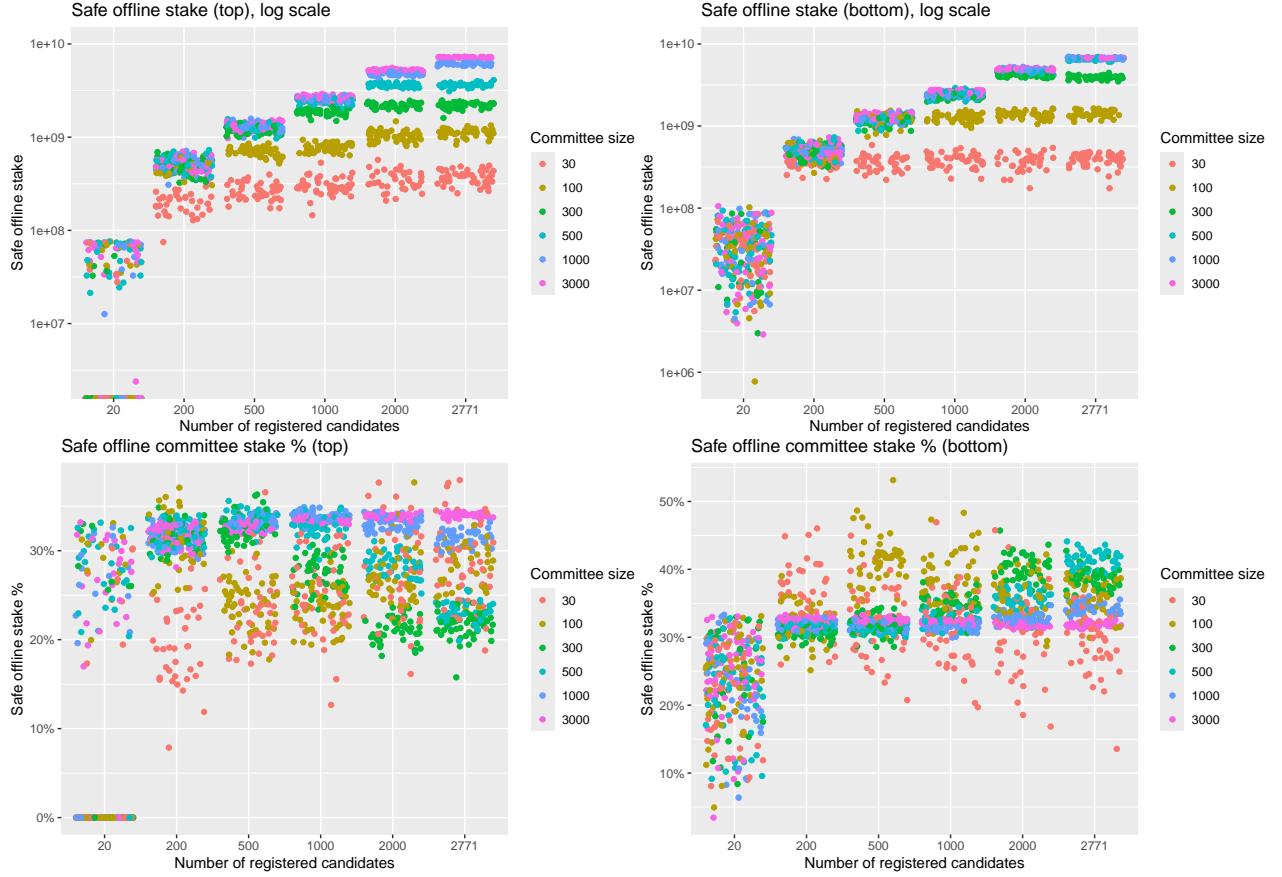 Safe offline stake (top), log scale
Safe offline stake
1e+10
1e+09
1e+08
1e+07
20 200 500 1000 2000 2771
Number of registered candidates
Committee size
30
100
300
500
1000
3000
Safe offline stake (bottom), log scale
Safe offline stake
1e+10
1e+09
1e+08
1e+07
1e+06
20 200 500 1000 2000 2771
Number of registered candidates
Committee size
30
100
300
500
1000
3000
Safe offline committee stake % (top)
Safe offline stake %
30%
20%
10%
0%
20 200 500 1000 2000 2771
Number of registered candidates
Committee size
30
100
300
500
1000
3000
Safe offline committee stake % (bottom)
Safe offline stake %
50%
40%
30%
20%
10%
20 200 500 1000 2000 2771
Number of registered candidates
Committee size
30
100
300
500
1000
3000